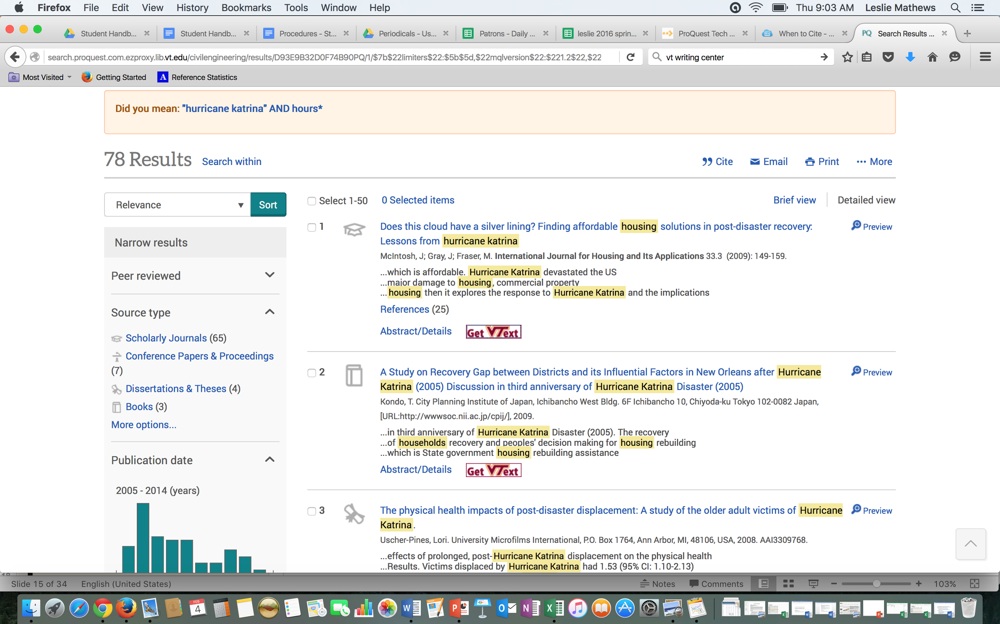 Firefox File Edit View History Bookmarks Tools Window Help Thu 9:03 AM Leslie Mathews
Student Handb... Student Handb... Procedures - St... Periodicals - Us... Patrons - Daily ... leslie 2016 sprin... ProQuest Tech ... When to Cite - ... PQ Search Results ...
search.proquest.com.ezproxy.lib.vt.edu/civilengineering/results/D93E9B32D0F74B90PQ/1/$7b$22limiters$22:$5b$5d,$22mqlversion$22:$221.2$22,$22 vt writing center
Most Visited Getting Started A Reference Statistics
Did you mean: "hurricane katrina" AND hours*
78 Results Search within Cite Email Print More
Relevance Sort
Narrow results
Peer reviewed
Source type
Scholarly Journals (65)
Conference Papers & Proceedings
(7)
Dissertations & Theses (4)
Books (3)
More options...
Publication date
2005 - 2014 (years)
Select 1-50 0 Selected items Brief view Detailed view
1 Does this cloud have a silver lining? Finding affordable housing solutions in post-disaster recovery: Preview
Lessons from hurricane katrina
McIntosh, J; Gray, J; Fraser, M. International Journal for Housing and Its Applications 33.3 (2009): 149-159.
...which is affordable. Hurricane Katrina devastated the US
...major damage to housing, commercial property
...housing then it explores the response to Hurricane Katrina and the implications
References (25)
Abstract/Details Get VText
2 A Study on Recovery Gap between Districts and its Influential Factors in New Orleans after Hurricane Preview
Katrina (2005) Discussion in third anniversary of Hurricane Katrina Disaster (2005)
Kondo, T. City Planning Institute of Japan, Ichibancho West Bldg. 6F Ichibancho 10, Chiyoda-ku Tokyo 102-0082 Japan,
[URL:http://wwwsoc.nii.ac.jp/cpij/], 2009.
...in third anniversary of Hurricane Katrina Disaster (2005). The recovery
...of households recovery and peoples' decision making for housing rebuilding
...which is State government housing rebuilding assistance
Abstract/Details Get VText
3 The physical health impacts of post-disaster displacement: A study of the older adult victims of Hurricane Preview
Katrina.
Uscher-Pines, Lori. University Microfilms International, P.O. Box 1764, Ann Arbor, MI, 48106, USA, 2008. AAI3309768.
...effects of prolonged, post-Hurricane Katrina displacement on the physical health
...Results. Victims displaced by Hurricane Katrina had 1.53 (95% CI: 1.10-2.13)
Slide 15 of 34 English (United States) Notes Comments 103%
FEB
4